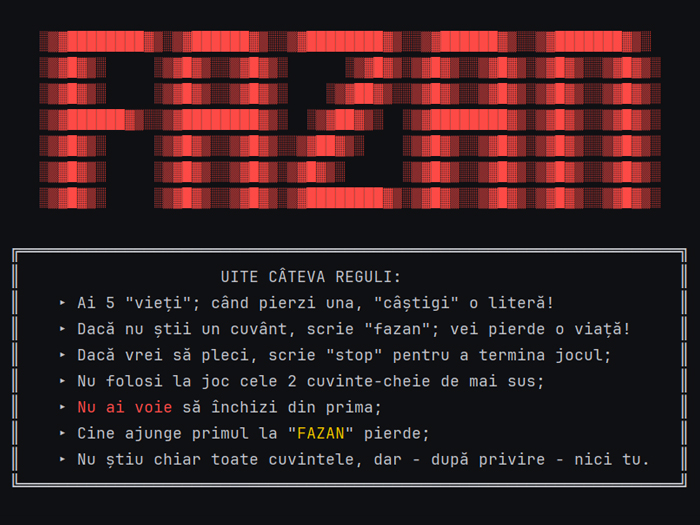 FAZAN
UITE CÂTEVA REGULI:
‣ Ai 5 "vieți"; când pierzi una, "câștigi" o literă!
‣ Dacă nu știi un cuvânt, scrie "fazan"; vei pierde o viață!
‣ Dacă vrei să pleci, scrie "stop" pentru a termina jocul;
‣ Nu folosi la joc cele 2 cuvinte-cheie de mai sus;
‣ Nu ai voie să închizi din prima;
‣ Cine ajunge primul la "FAZAN" pierde;
‣ Nu știu chiar toate cuvintele, dar - după privire - nici tu.